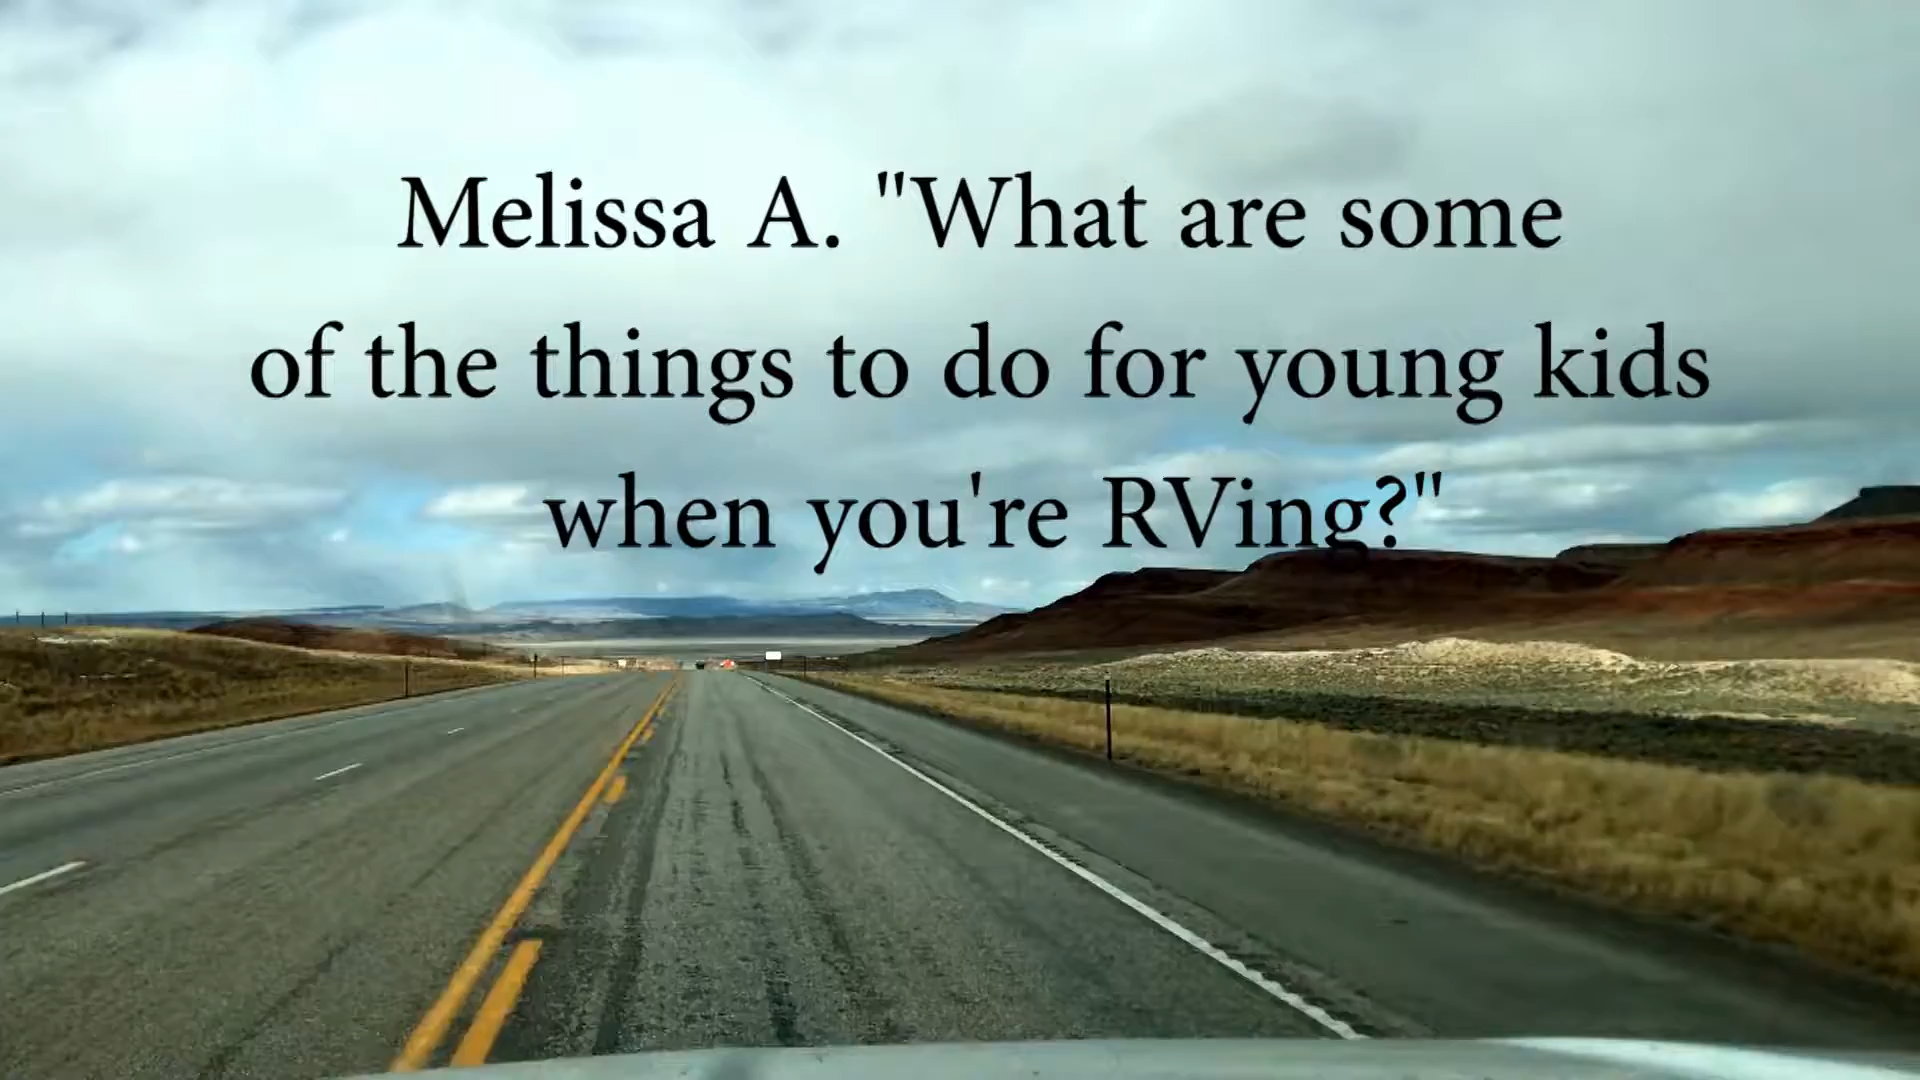 Melissa A. "What are some
of the things to do for young kids
when you're RVing?"